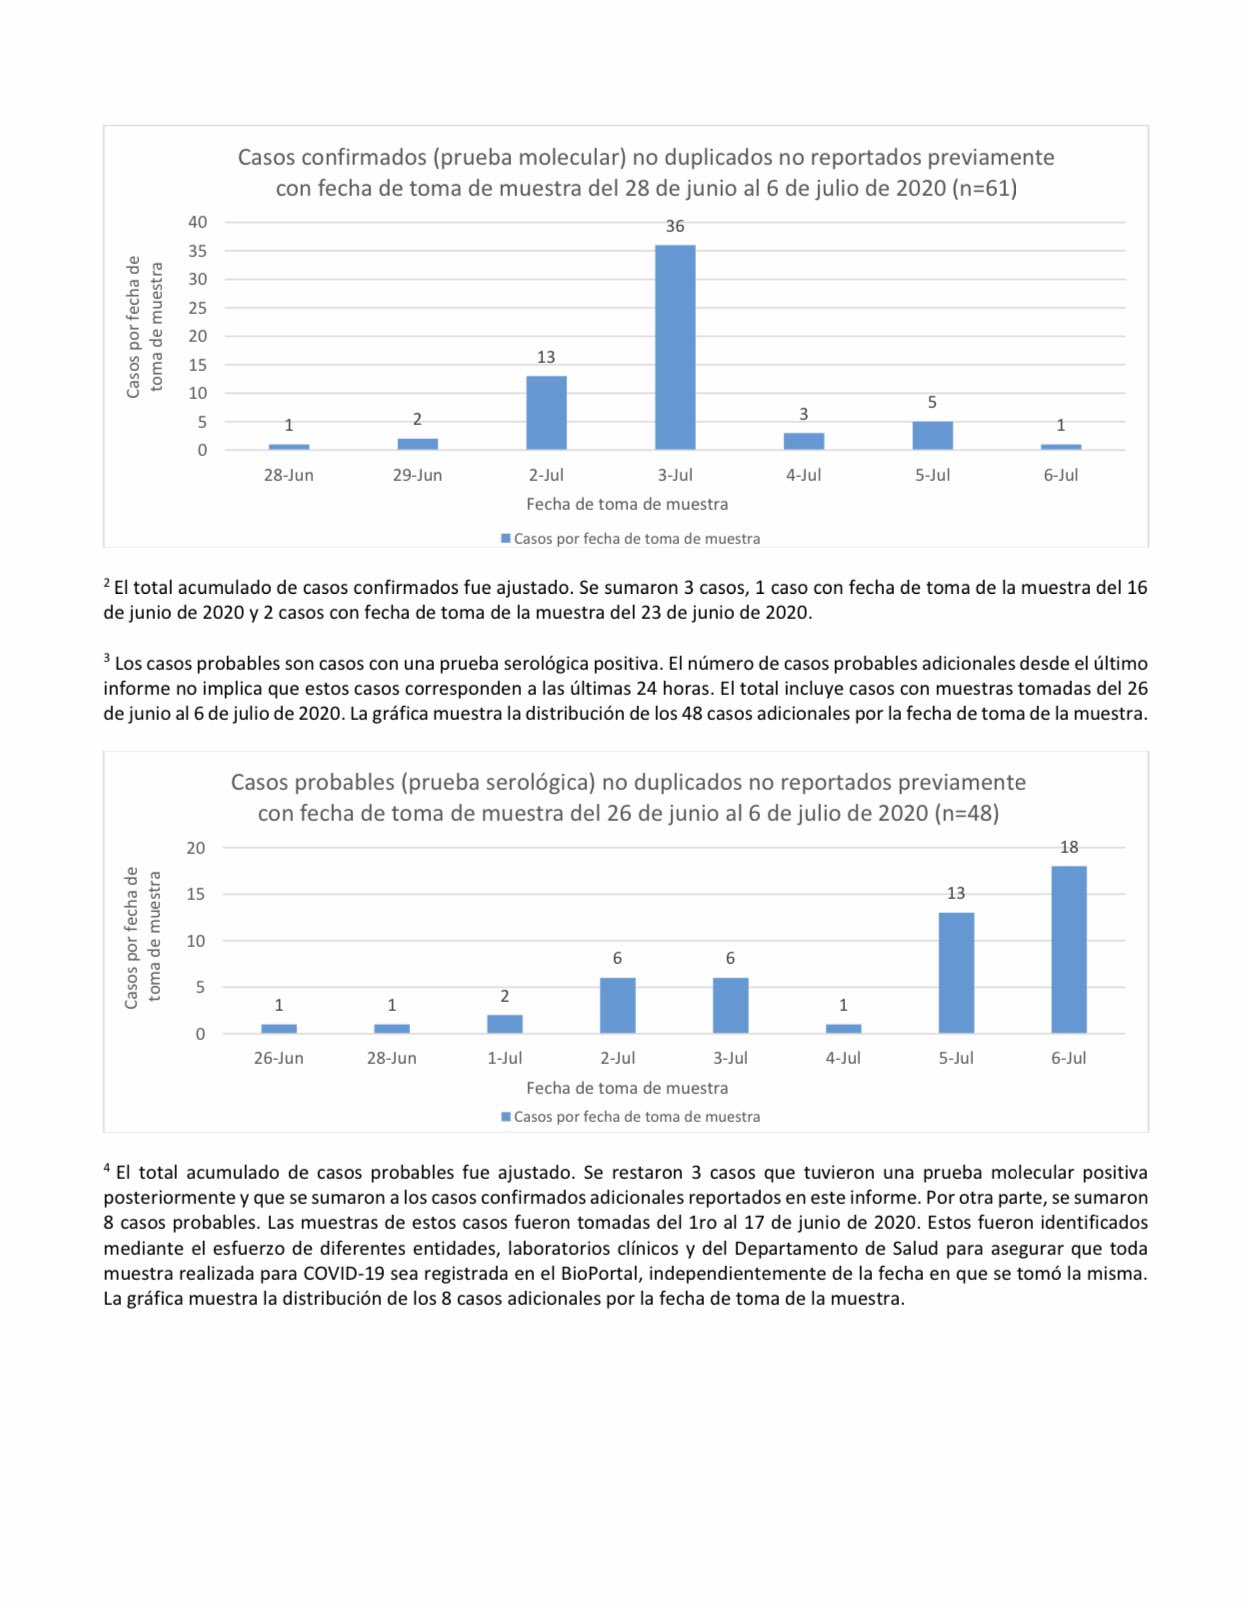 Casos confirmados (prueba molecular) no duplicados no reportados previamente
con fecha de toma de muestra del 28 de junio al 6 de julio de 2020 (n=61)
Casos por fecha de
toma de muestra
40
35
30
25
20
15
10
5
0
1
2
13
36
3
5
1
28-Jun
29-Jun
2-Jul
3-Jul
4-Jul
5-Jul
6-Jul
Fecha de toma de muestra
Casos por fecha de toma de muestra
² El total acumulado de casos confirmados fue ajustado. Se sumaron 3 casos, 1 caso con fecha de toma de la muestra del 16
de junio de 2020 y 2 casos con fecha de toma de la muestra del 23 de junio de 2020.
³ Los casos probables son casos con una prueba serológica positiva. El número de casos probables adicionales desde el último
informe no implica que estos casos corresponden a las últimas 24 horas. El total incluye casos con muestras tomadas del 26
de junio al 6 de julio de 2020. La gráfica muestra la distribución de los 48 casos adicionales por la fecha de toma de la muestra.
Casos probables (prueba serológica) no duplicados no reportados previamente
con fecha de toma de muestra del 26 de junio al 6 de julio de 2020 (n=48)
Casos por fecha de
toma de muestra
20
15
10
5
0
1
1
2
6
6
1
13
18
26-Jun
28-Jun
1-Jul
2-Jul
3-Jul
4-Jul
5-Jul
6-Jul
Fecha de toma de muestra
Casos por fecha de toma de muestra
⁴ El total acumulado de casos probables fue ajustado. Se restaron 3 casos que tuvieron una prueba molecular positiva
posteriormente y que se sumaron a los casos confirmados adicionales reportados en este informe. Por otra parte, se sumaron
8 casos probables. Las muestras de estos casos fueron tomadas del 1ro al 17 de junio de 2020. Estos fueron identificados
mediante el esfuerzo de diferentes entidades, laboratorios clínicos y del Departamento de Salud para asegurar que toda
muestra realizada para COVID-19 sea registrada en el BioPortal, independientemente de la fecha en que se tomó la misma.
La gráfica muestra la distribución de los 8 casos adicionales por la fecha de toma de la muestra.